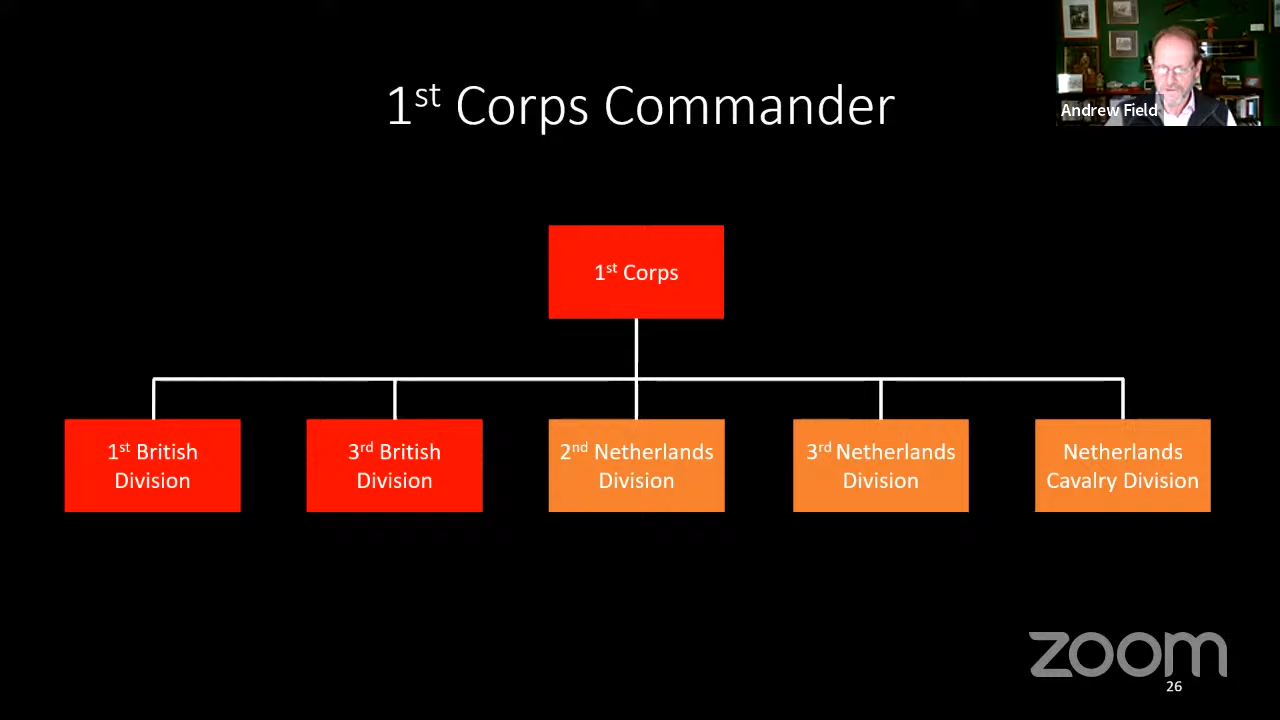 1st Corps Commander
Andrew Field
1st Corps
1st British
Division
3rd British
Division
2nd Netherlands
Division
3rd Netherlands
Division
Netherlands
Cavalry Division
zoom
26